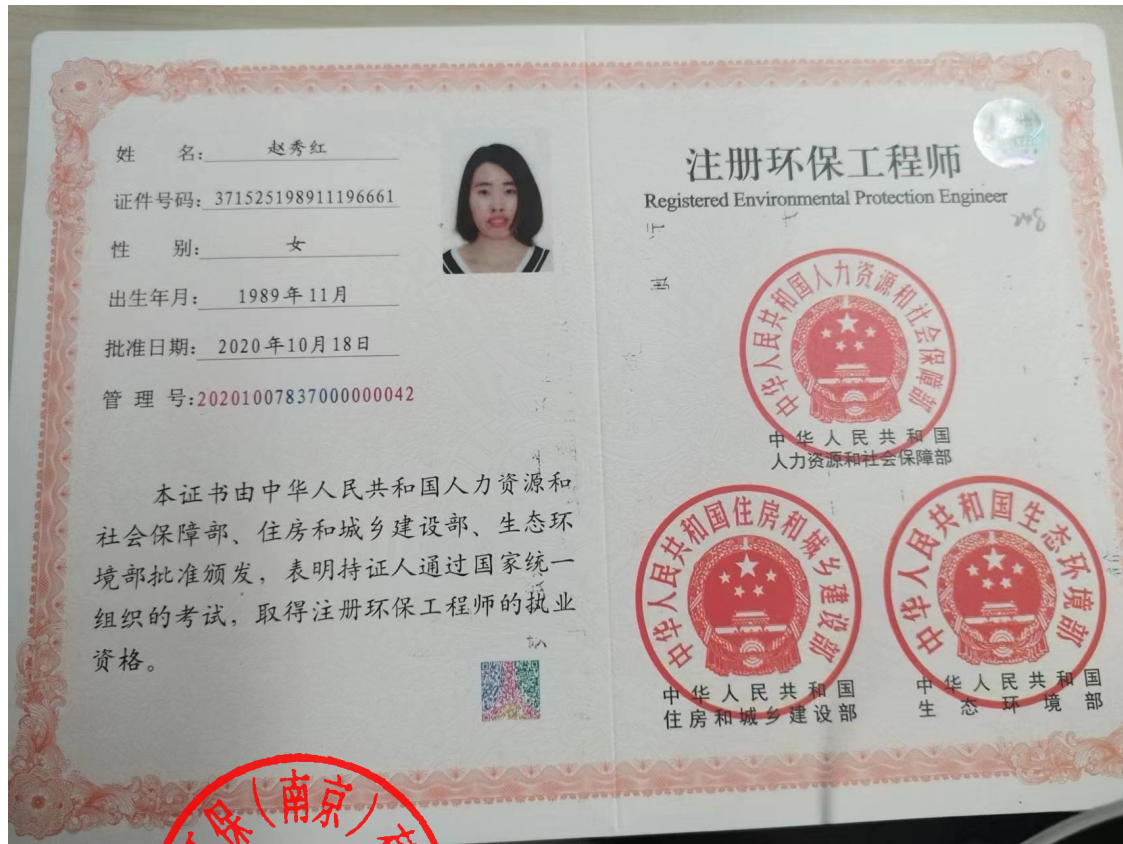 姓 名: 赵秀红
证件号码: 371525198911196661
性 别: 女
出生年月: 1989年11月
批准日期: 2020年10月18日
管 理 号:20201007837000000042
本证书由中华人民共和国人力资源和
社会保障部、住房和城乡建设部、生态环
境部批准颁发，表明持证人通过国家统一
组织的考试，取得注册环保工程师的执业
资格。
保（南京）
注册环保工程师
Registered Environmental Protection Engineer
中华人民共和国人力资源和社会保障部
中华人民共和国
人力资源和社会保障部
中华人民共和国住房和城乡建设部
中华人民共和国
住房和城乡建设部
中华人民共和国生态环境部
中华人民共和国
生态环境部